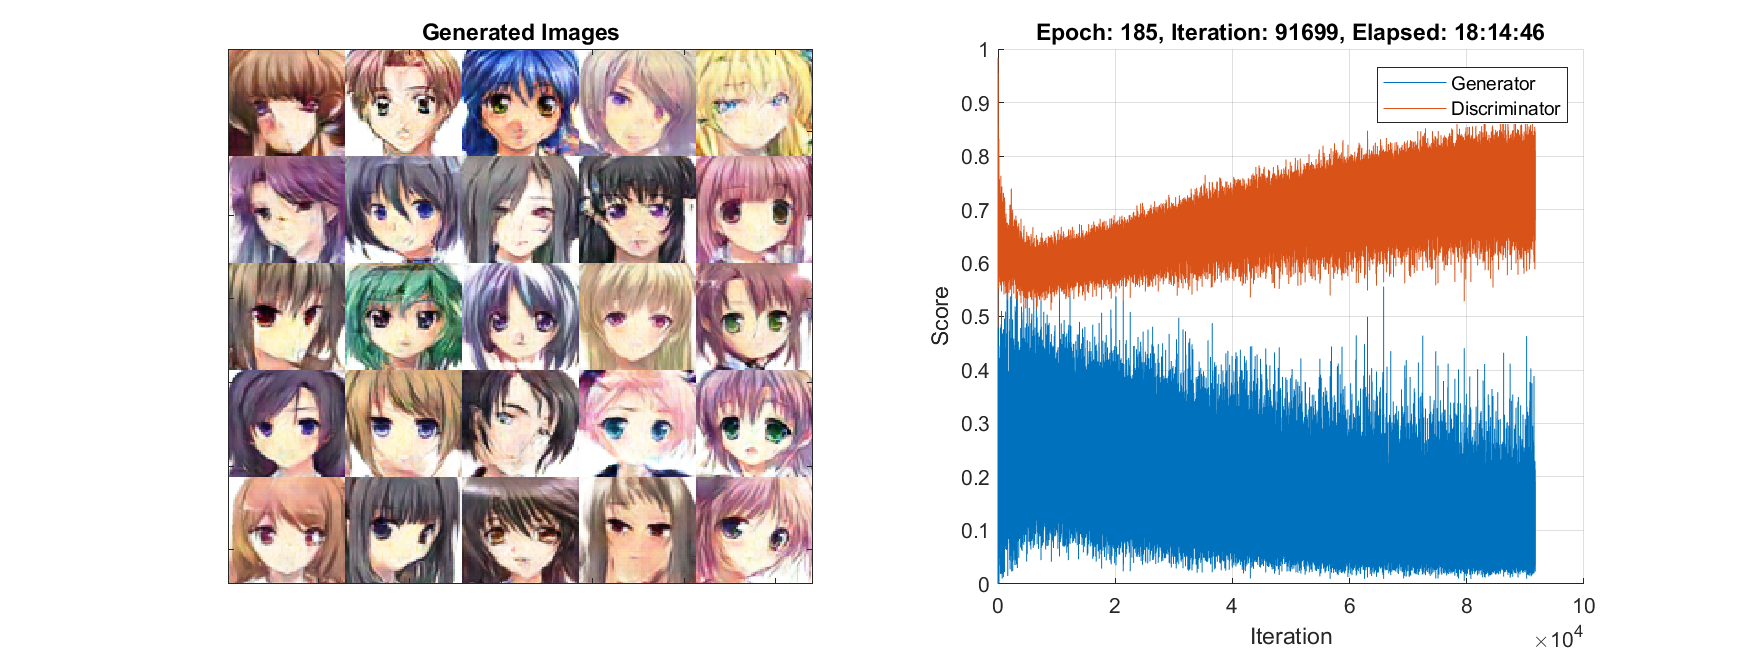 Generated Images
Epoch: 185, Iteration: 91699, Elapsed: 18:14:46
Generator
Discriminator
1
0.9
0.8
0.7
0.6
0.5
0.4
0.3
0.2
0.1
0
Score
0 2 4 6 8 10
Iteration
×10⁴